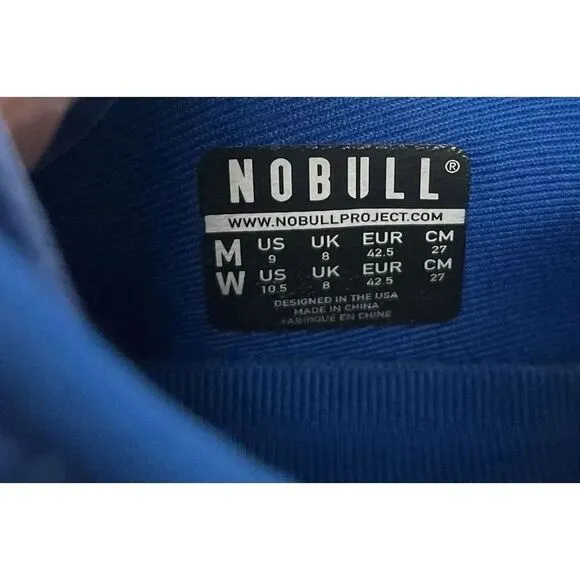 NOBULL®
WWW.NOBULLPROJECT.COM
M US UK EUR CM
9 8 42.5 27
W US UK EUR CM
10.5 8 42.5 27
DESIGNED IN THE USA
MADE IN CHINA
FABRIQUÉ EN CHINE